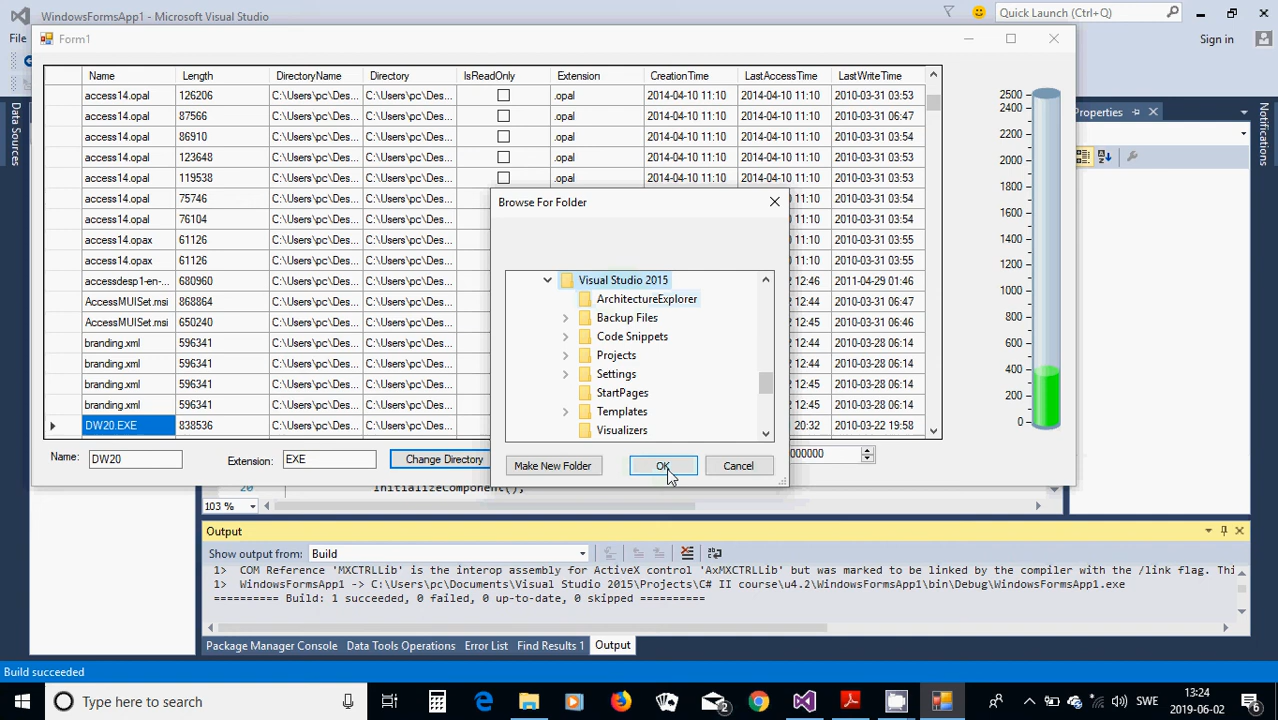 WindowsFormsApp1 - Microsoft Visual Studio
Quick Launch (Ctrl+Q)
File
Sign in
Form1
Name Length DirectoryName Directory IsReadOnly Extension CreationTime LastAccessTime LastWriteTime
access14.opal 126206 C:\Users\pc\Des... C:\Users\pc\Des... .opal 2014-04-10 11:10 2014-04-10 11:10 2010-03-31 03:53
access14.opal 87566 C:\Users\pc\Des... C:\Users\pc\Des... .opal 2014-04-10 11:10 2014-04-10 11:10 2010-03-31 06:47
access14.opal 86910 C:\Users\pc\Des... C:\Users\pc\Des... .opal 2014-04-10 11:10 2014-04-10 11:10 2010-03-31 03:54
access14.opal 123648 C:\Users\pc\Des... C:\Users\pc\Des... .opal 2014-04-10 11:10 2014-04-10 11:10 2010-03-31 03:53
access14.opal 119538 C:\Users\pc\Des... C:\Users\pc\Des... .opal 2014-04-10 11:10 2014-04-10 11:10 2010-03-31 03:53
access14.opal 75746 C:\Users\pc\Des... C:\Users\pc\Des... 11:10 2010-03-31 03:53
access14.opal 76104 C:\Users\pc\Des... C:\Users\pc\Des... 11:10 2010-03-31 03:54
access14.opax 61126 C:\Users\pc\Des... C:\Users\pc\Des... 11:10 2010-03-31 03:55
access14.opax 61126 C:\Users\pc\Des... C:\Users\pc\Des... 11:10 2010-03-31 03:55
accessdesp1-en-... 680960 C:\Users\pc\Des... C:\Users\pc\Des... 12:46 2011-04-29 01:46
AccessMUISet.msi 868864 C:\Users\pc\Des... C:\Users\pc\Des... 12:44 2010-03-31 03:46
AccessMUISet.msi 650240 C:\Users\pc\Des... C:\Users\pc\Des... 12:44 2010-03-31 06:46
branding.xml 596341 C:\Users\pc\Des... C:\Users\pc\Des... 12:44 2010-03-28 06:14
branding.xml 596341 C:\Users\pc\Des... C:\Users\pc\Des... 12:44 2010-03-28 06:14
branding.xml 596341 C:\Users\pc\Des... C:\Users\pc\Des... 12:45 2010-03-28 06:14
branding.xml 596341 C:\Users\pc\Des... C:\Users\pc\Des... 12:45 2010-03-28 06:14
DW20.EXE 838536 C:\Users\pc\Des... C:\Users\pc\Des... 20:32 2010-03-22 19:58
Name: DW20 Extension: EXE Change Directory 000000
2500
2400
2200
2000
1800
1600
1400
1200
1000
800
600
400
200
0
Browse For Folder
Visual Studio 2015
ArchitectureExplorer
Backup Files
Code Snippets
Projects
Settings
StartPages
Templates
Visualizers
Make New Folder OK Cancel
Data Sources
Properties
Notifications
20 InitializeComponent();
103 %
Output
Show output from: Build
1> COM Reference 'MXCTRLLib' is the interop assembly for ActiveX control 'AxMXCTRLLib' but was marked to be linked by the compiler with the /link flag. Thi
1> WindowsFormsApp1 -> C:\Users\pc\Documents\Visual Studio 2015\Projects\C# II course\u4.2\WindowsFormsApp1\bin\Debug\WindowsFormsApp1.exe
========== Build: 1 succeeded, 0 failed, 0 up-to-date, 0 skipped ==========
Package Manager Console Data Tools Operations Error List Find Results 1 Output
Build succeeded
Type here to search
2
SWE
13:24
2019-06-02
6